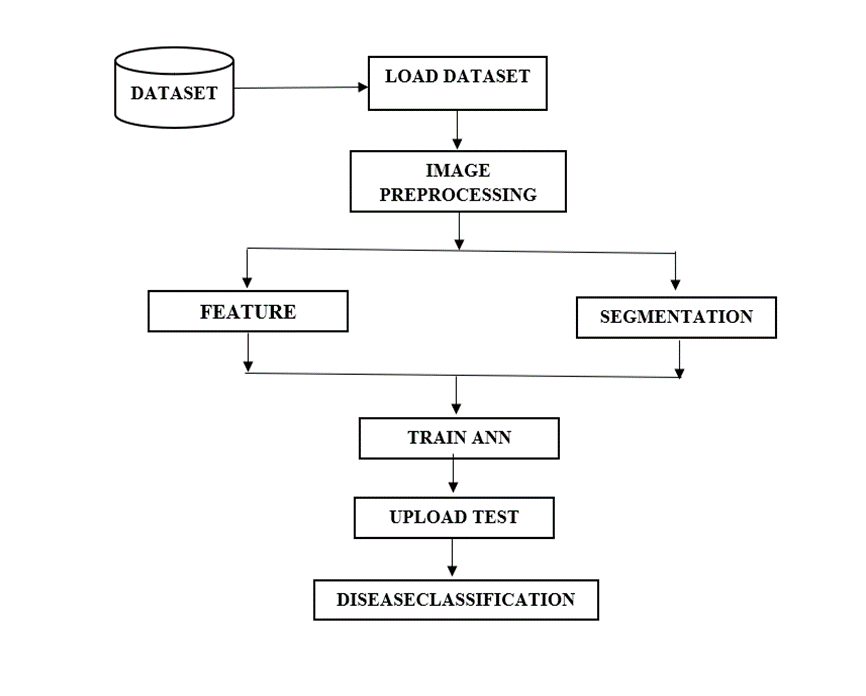 DATASET
LOAD DATASET
IMAGE
PREPROCESSING
FEATURE
SEGMENTATION
TRAIN ANN
UPLOAD TEST
DISEASECLASSIFICATION